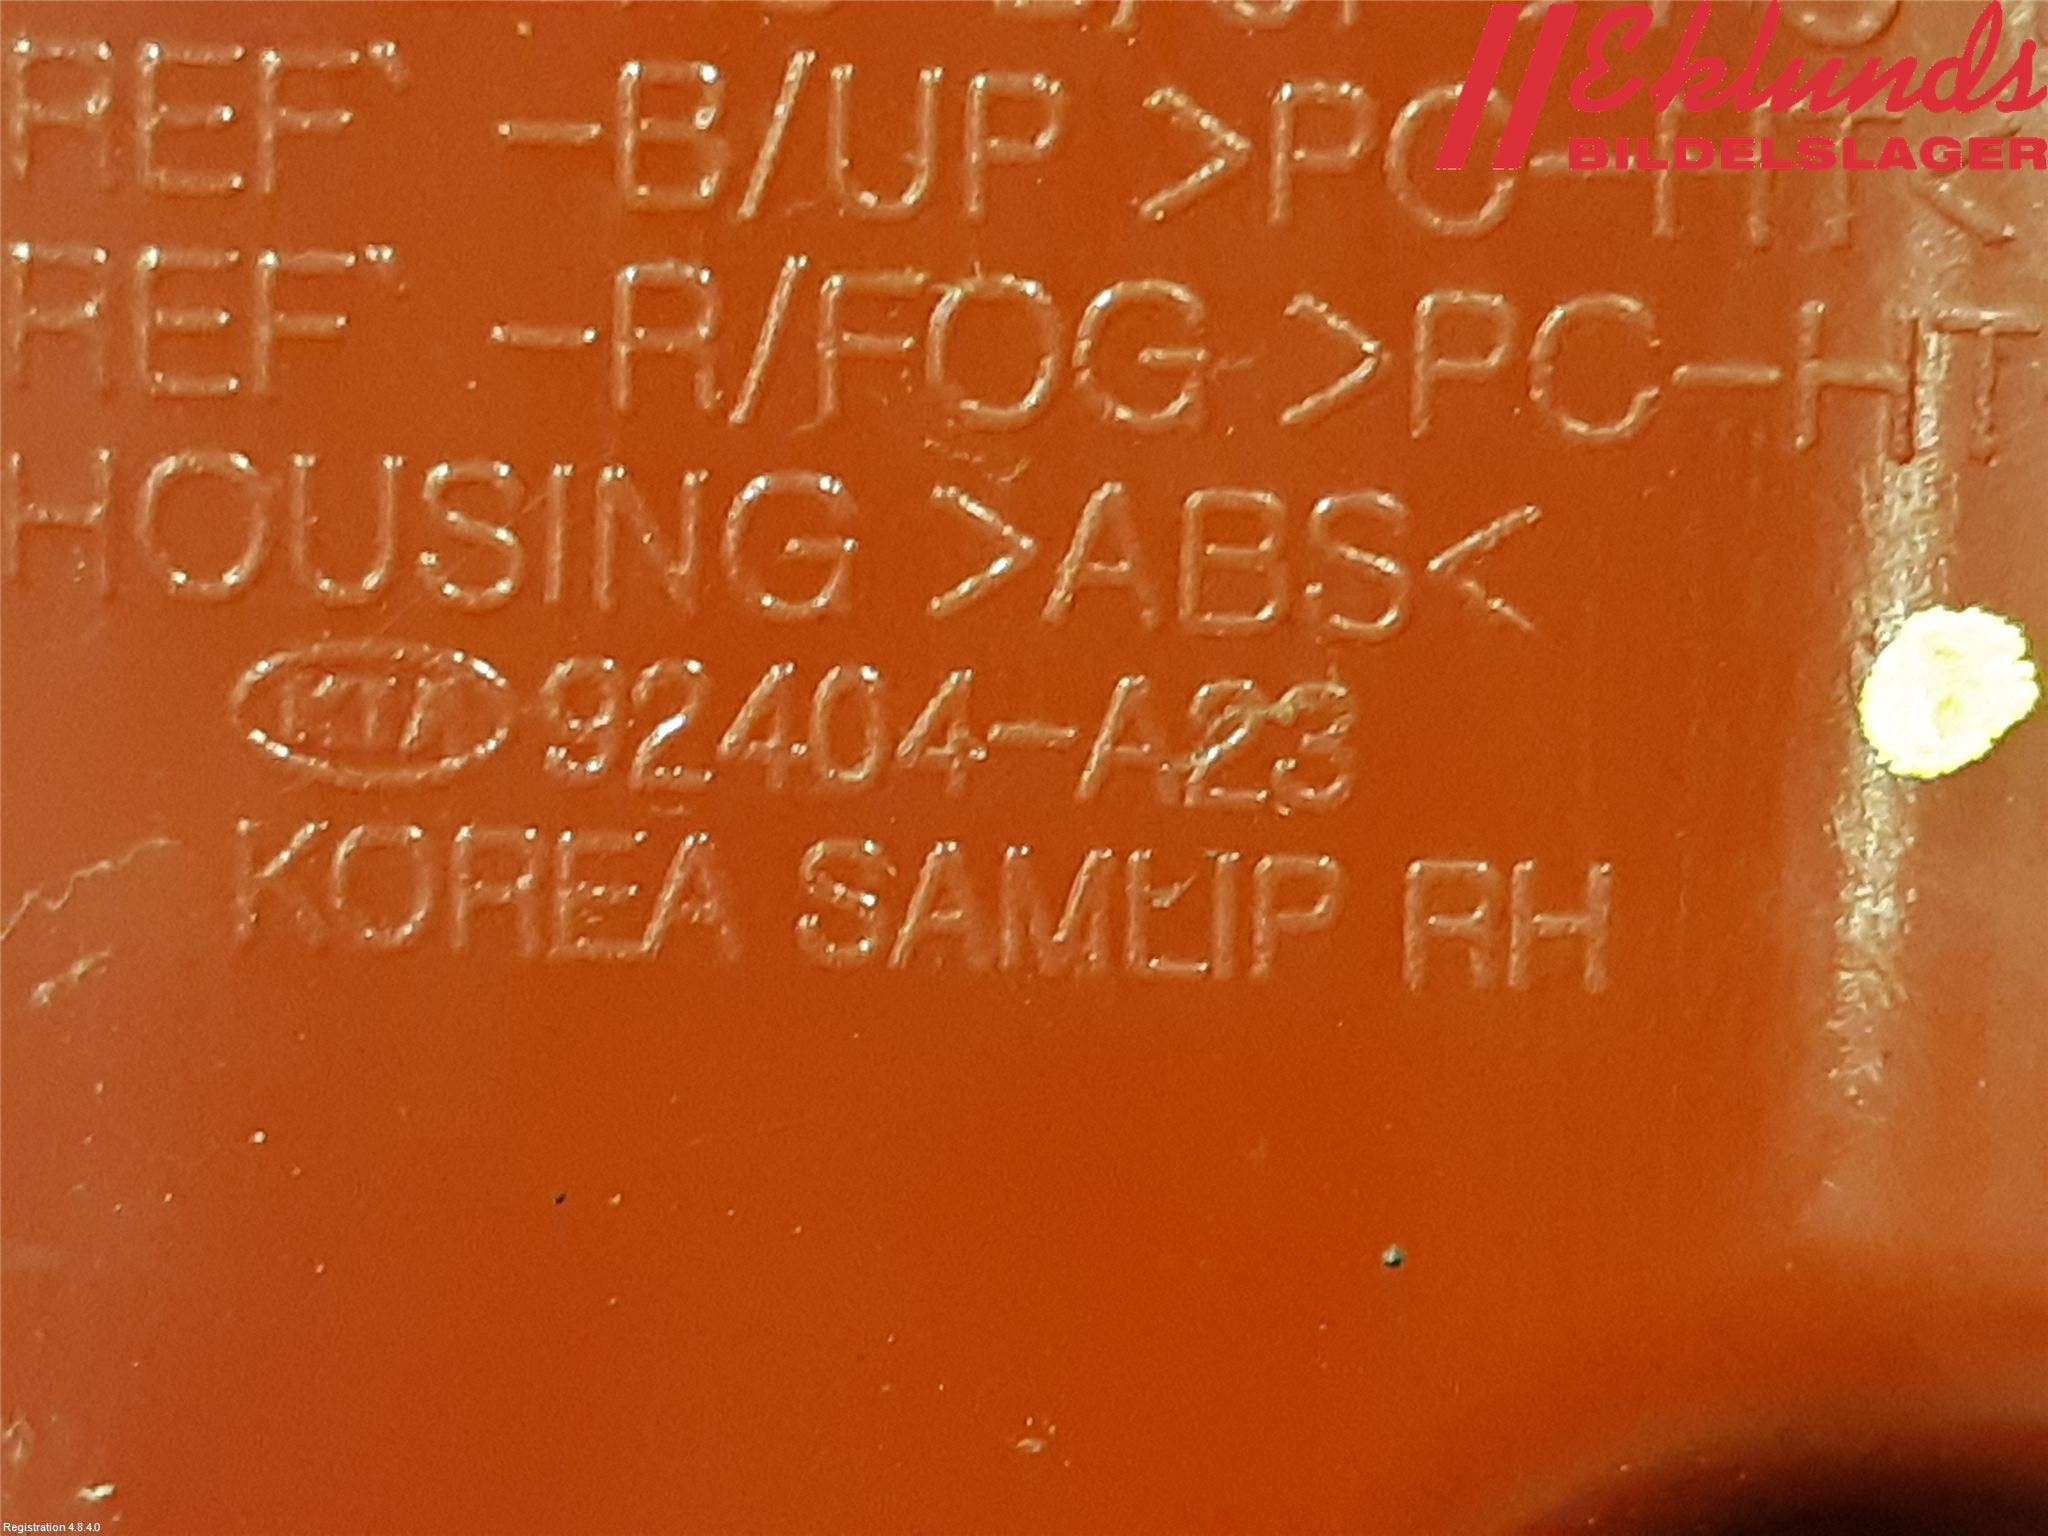 Eklunds
BILDELSLAGER
REF' -B/UP >PC-HT<
REF' -R/FOG >PC-HT
HOUSING >ABS<
KIA 92404-A23
KOREA SAMLIP RH
Registration 4.8.4.0